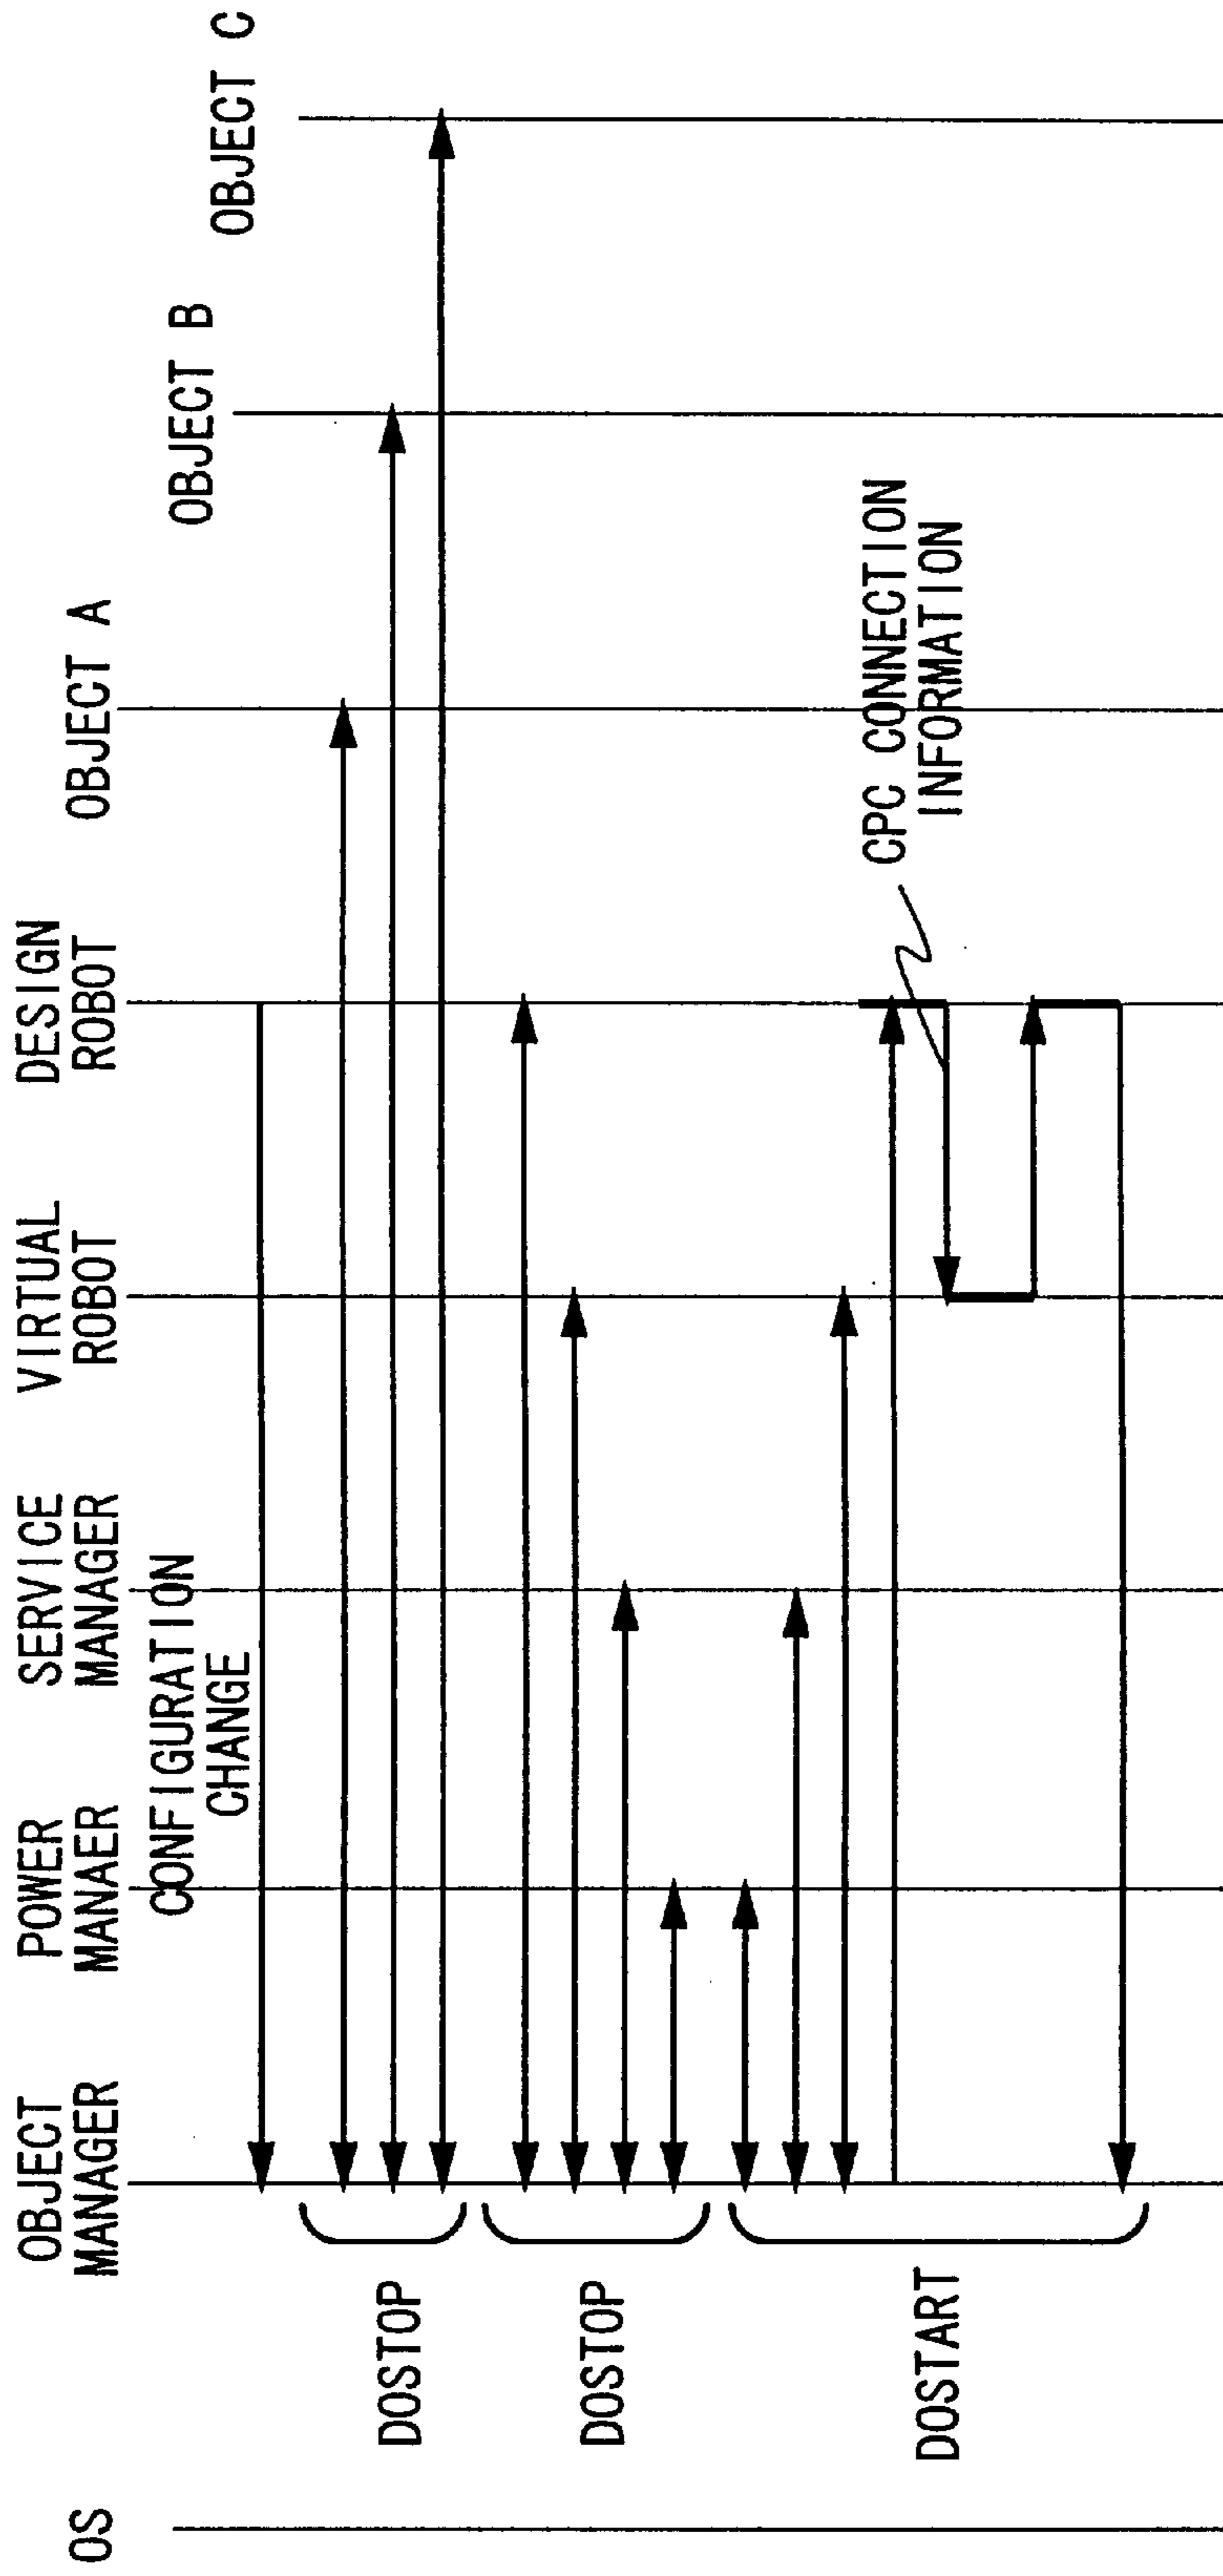 OS
OBJECT
MANAGER
POWER
MANAER
SERVICE
MANAGER
VIRTUAL
ROBOT
DESIGN
ROBOT
OBJECT A
OBJECT B
OBJECT C
CONFIGURATION
CHANGE
DOSTOP
DOSTOP
DOSTART
CPC CONNECTION
INFORMATION